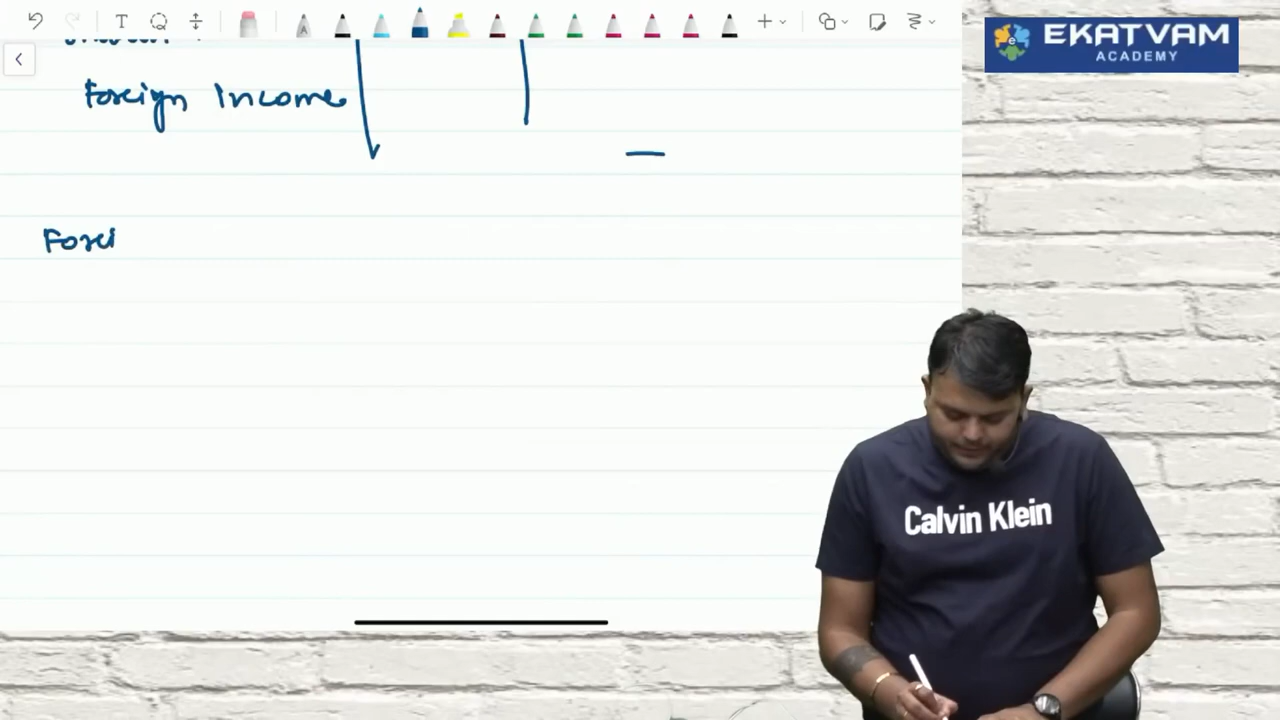 EKATVAM
ACADEMY
Foreign Income
Forei
Calvin Klein